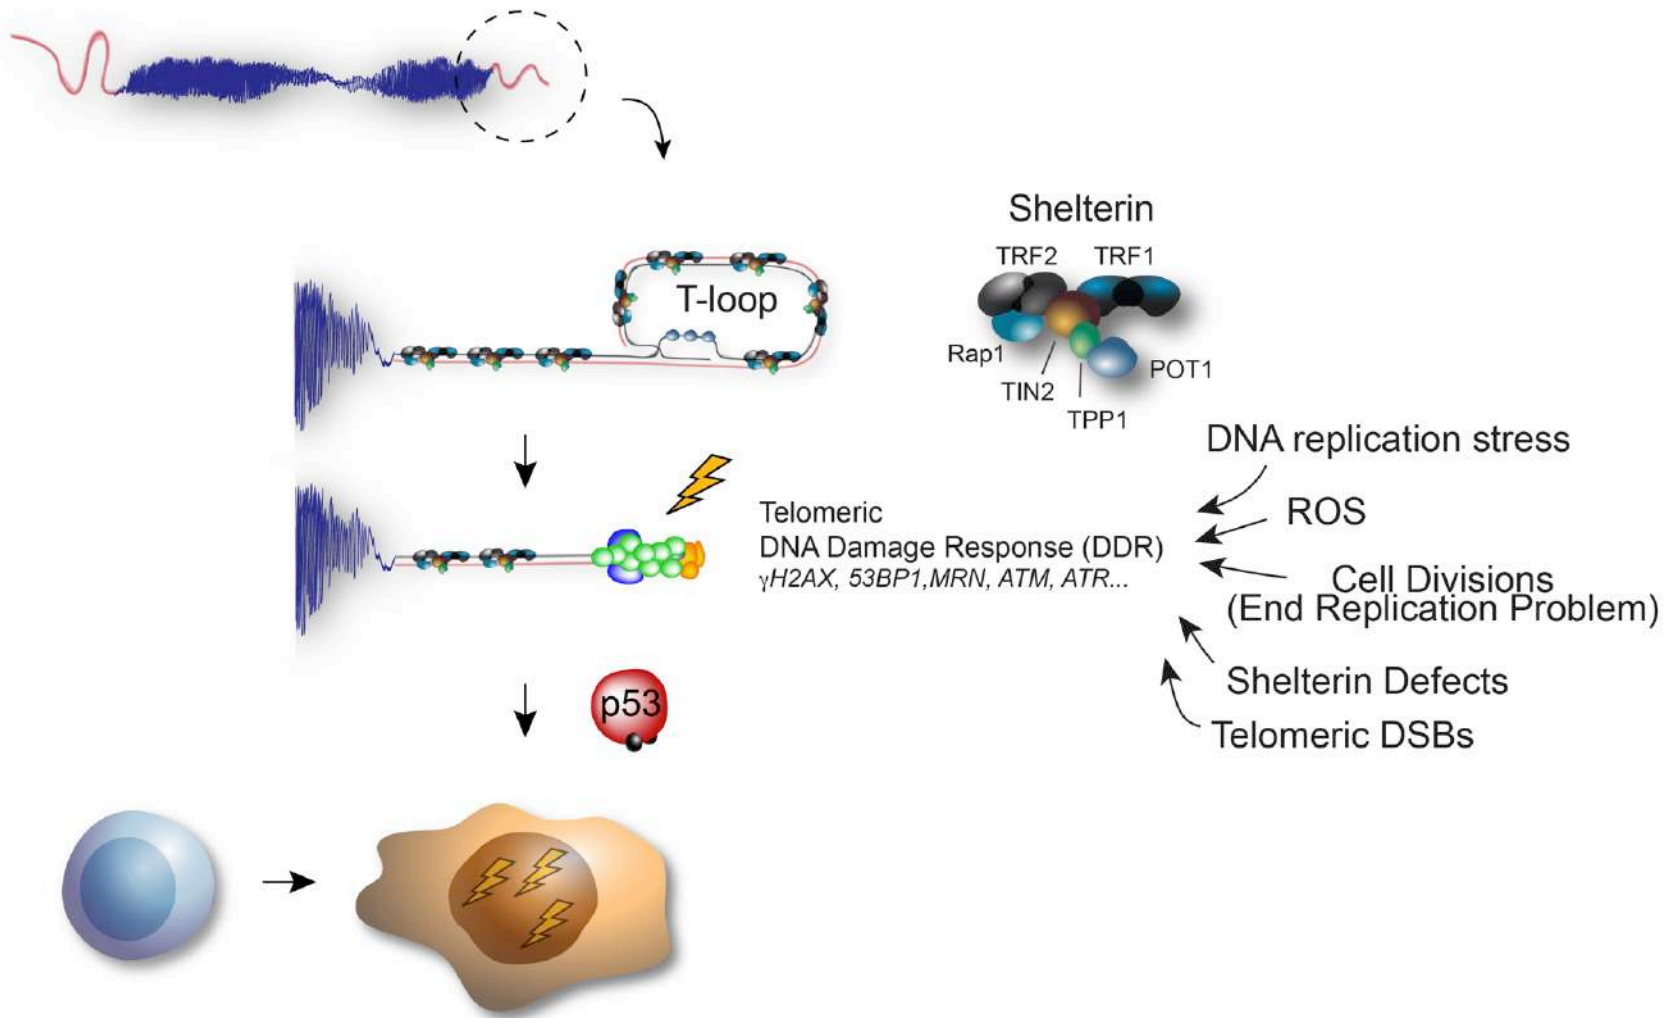 Shelterin
TRF2
TRF1
T-loop
Rap1
TIN2
TPP1
POT1
DNA replication stress
ROS
Cell Divisions
(End Replication Problem)
Shelterin Defects
Telomeric DSBs
Telomeric
DNA Damage Response (DDR)
γH2AX, 53BP1,MRN, ATM, ATR...
p53